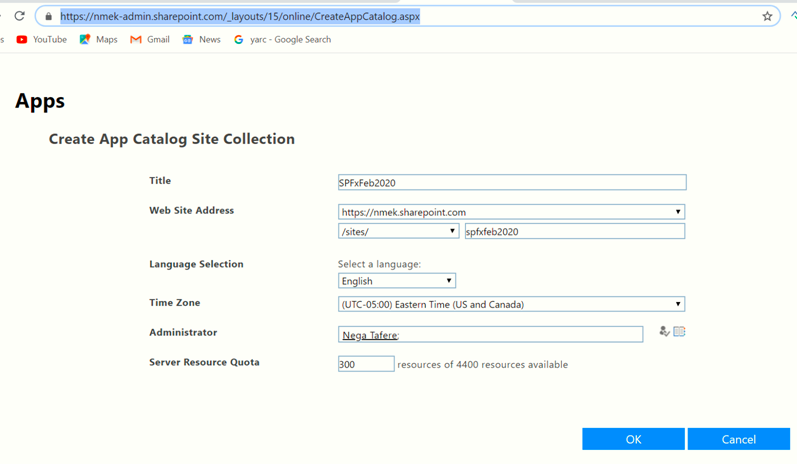 https://nmek-admin.sharepoint.com/_layouts/15/online/CreateAppCatalog.aspx
s YouTube Maps Gmail News yarc - Google Search
Apps
Create App Catalog Site Collection
Title SPFxFeb2020
Web Site Address https://nmek.sharepoint.com
/sites/ spfxfeb2020
Language Selection Select a language:
English
Time Zone (UTC-05:00) Eastern Time (US and Canada)
Administrator Nega Tafere;
Server Resource Quota 300 resources of 4400 resources available
OK Cancel